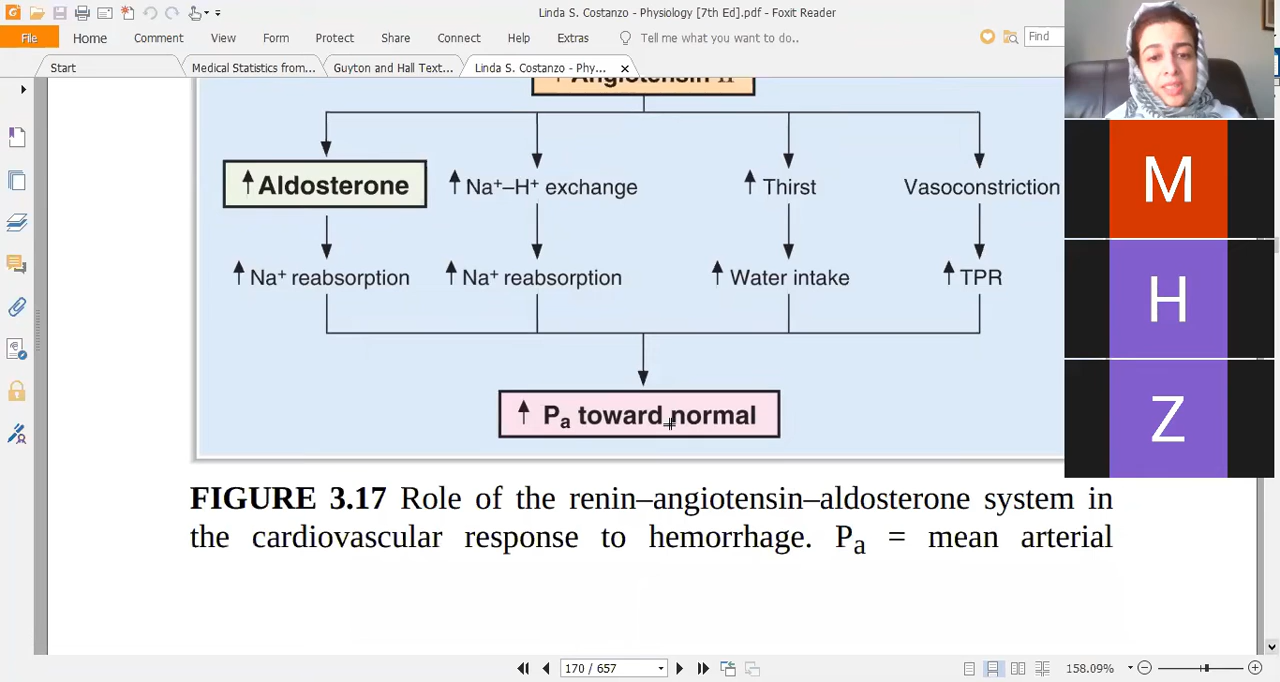 Linda S. Costanzo - Physiology [7th Ed].pdf - Foxit Reader
File Home Comment View Form Protect Share Connect Help Extras Tell me what you want to do.. Find
Start Medical Statistics from... Guyton and Hall Text... Linda S. Costanzo - Phy...
↑ Angiotensin II
↑ Aldosterone ↑ Na⁺–H⁺ exchange ↑ Thirst Vasoconstriction
↑ Na⁺ reabsorption ↑ Na⁺ reabsorption ↑ Water intake ↑ TPR
↑ Pₐ toward normal
FIGURE 3.17 Role of the renin–angiotensin–aldosterone system in
the cardiovascular response to hemorrhage. Pₐ = mean arterial
M
H
Z
170 / 657 158.09%